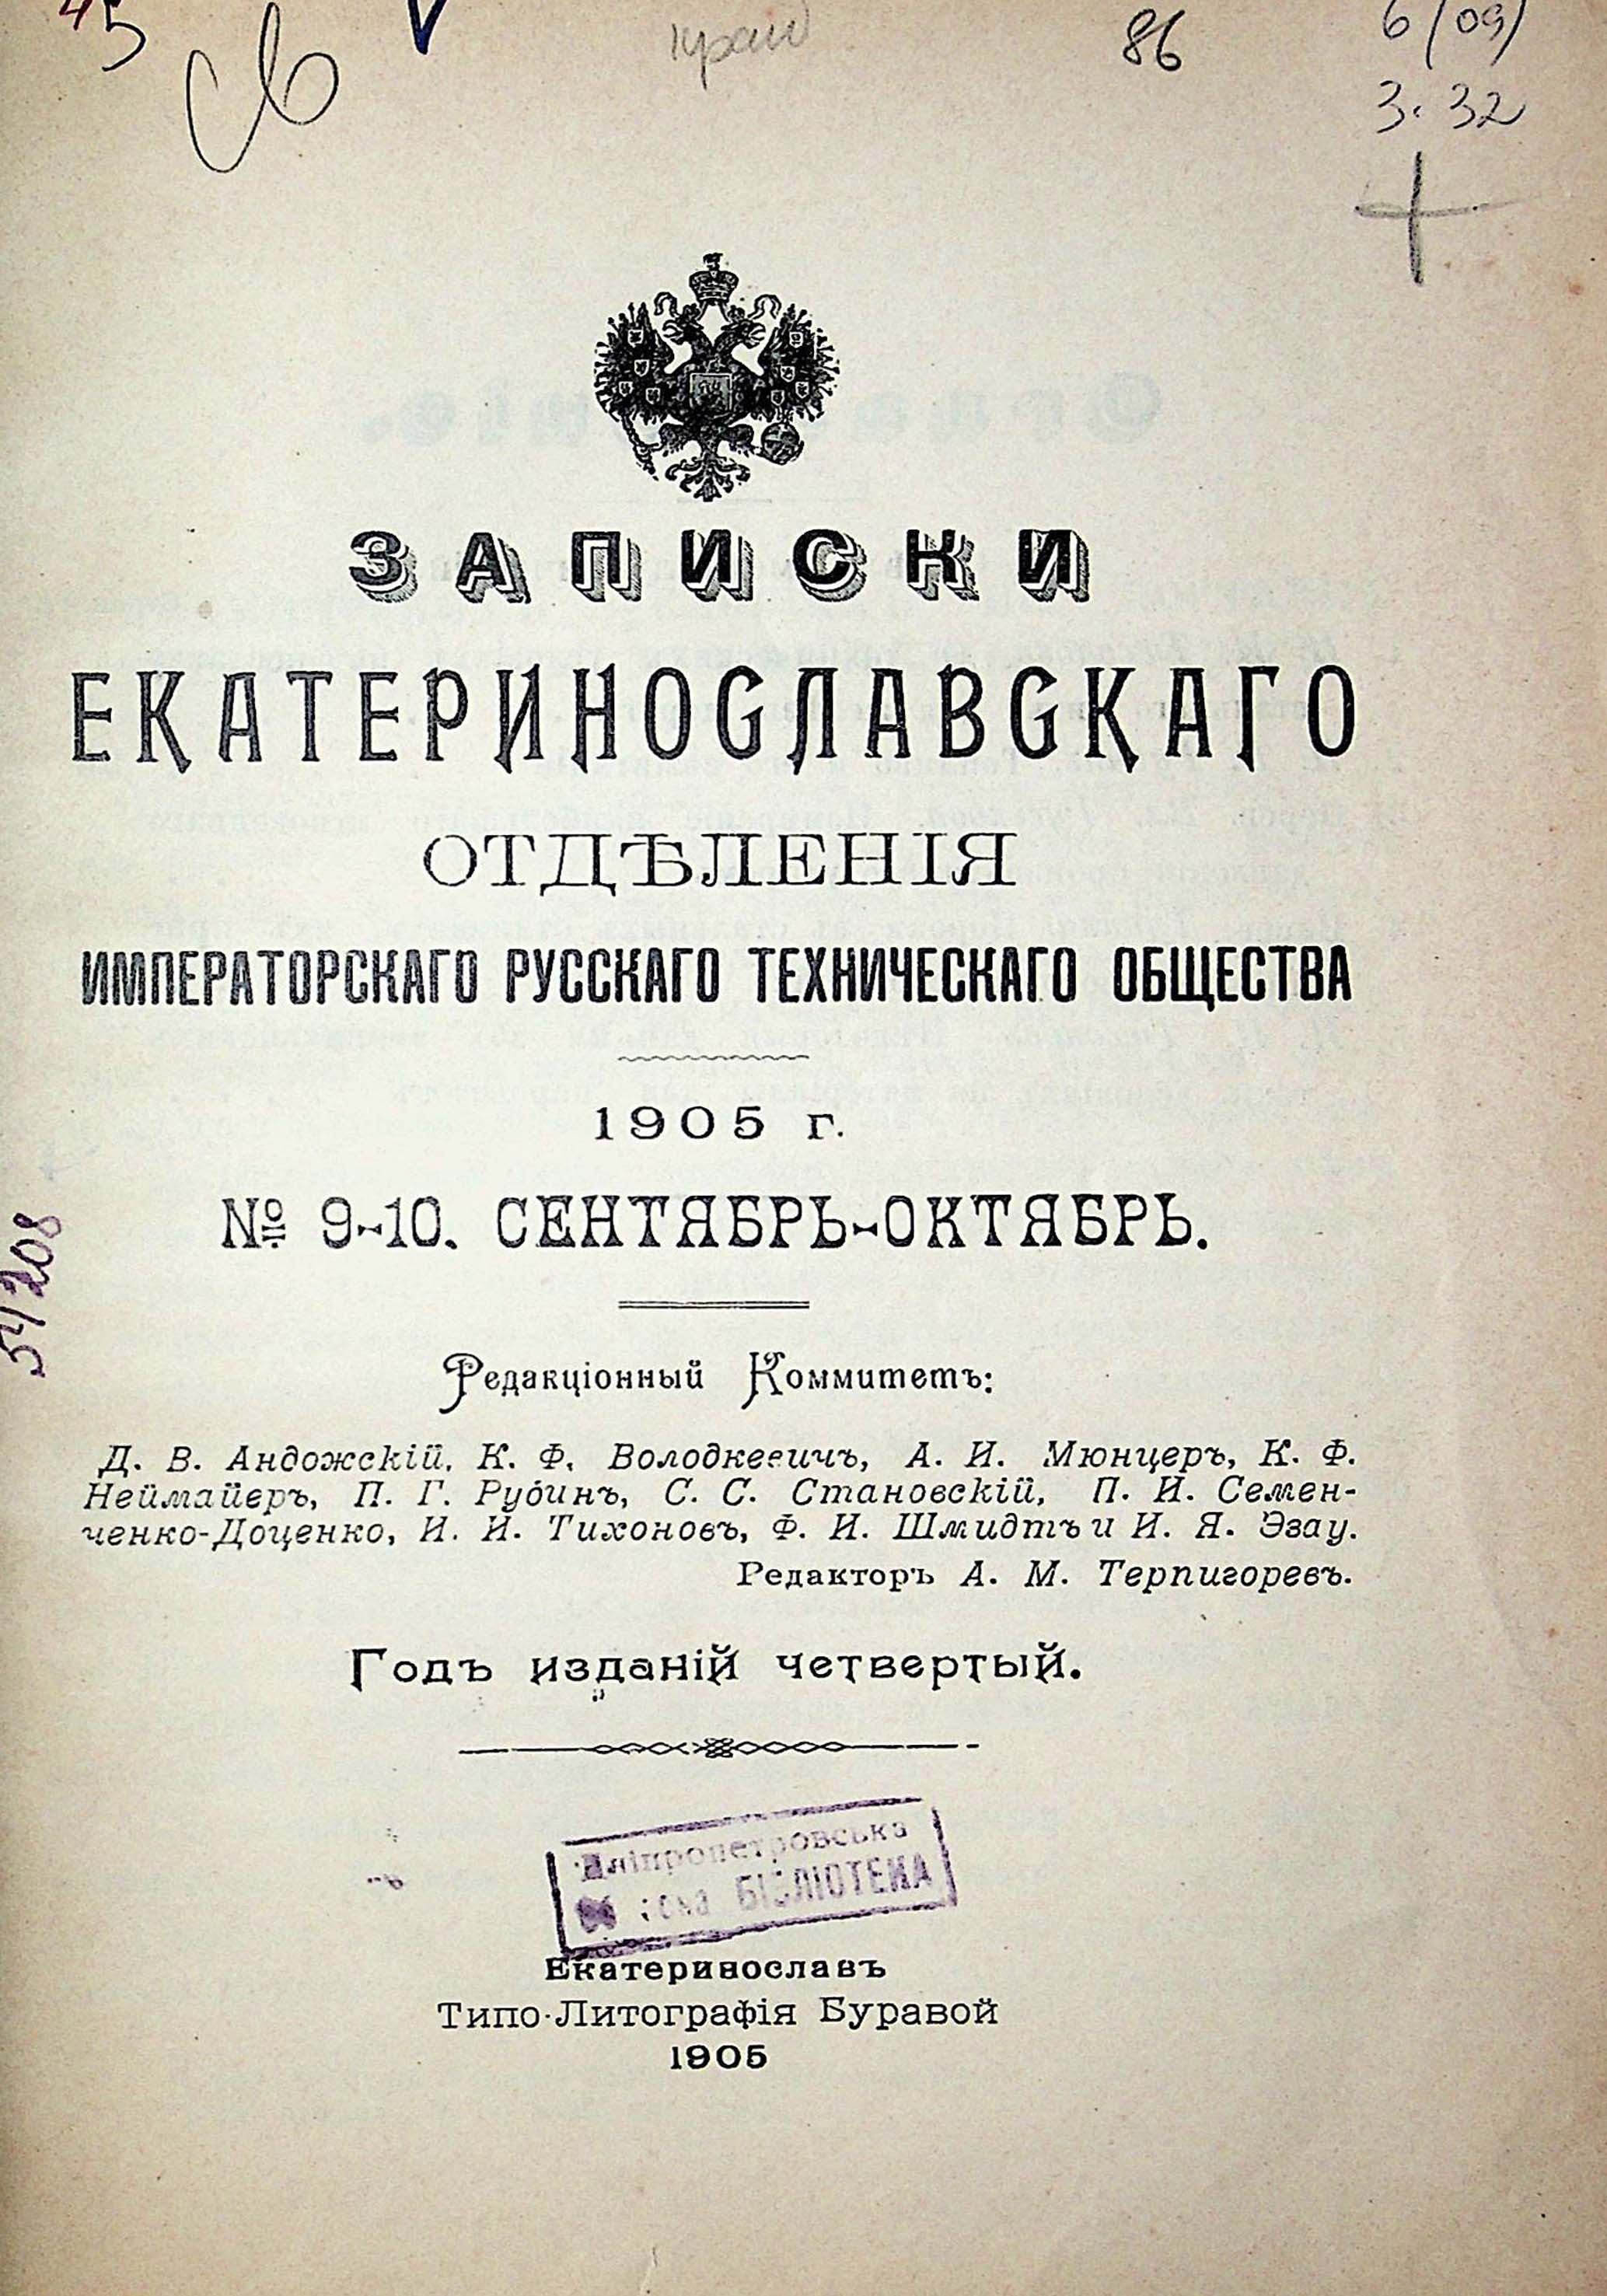 45
86
6(09)
3. 32
ЗАПИСКИ
ЕКАТЕРИНОСЛАВСКАГО
ОТДѢЛЕНІЯ
ИМПЕРАТОРСКАГО РУССКАГО ТЕХНИЧЕСКАГО ОБЩЕСТВА
1905 г.
№ 9-10. СЕНТЯБРЬ-ОКТЯБРЬ.
54208
Редакціонный Коммитетъ:
Д. В. Андожскій, К. Ф. Володкевичъ, А. И. Мюнцеръ, К. Ф.
Неймайеръ, П. Г. Рубинъ, С. С. Становскій, П. И. Семен-
ченко-Доценко, И. И. Тихоновъ, Ф. И. Шмидтъ и И. Я. Эзау.
Редакторъ А. М. Терпигоревъ.
Годъ изданій четвертый.
Дніпропетровська
БІБЛІОТЕКА
Екатеринославъ
Типо-Литографія Буравой
1905